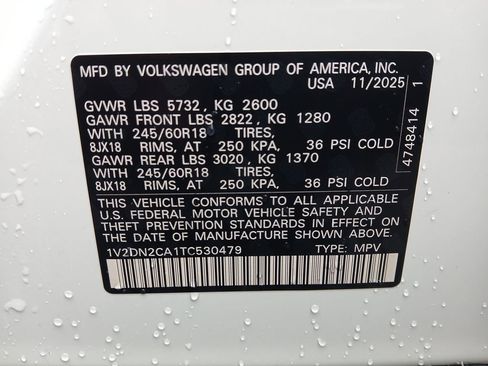 MFD BY VOLKSWAGEN GROUP OF AMERICA, INC.
USA 11/2025
GVWR LBS 5732 , KG 2600
GAWR FRONT LBS 2822 , KG 1280
WITH 245/60R18 TIRES,
8JX18 RIMS, AT 250 KPA, 36 PSI COLD
GAWR REAR LBS 3020 , KG 1370
WITH 245/60R18 TIRES,
8JX18 RIMS, AT 250 KPA, 36 PSI COLD
THIS VEHICLE CONFORMS TO ALL APPLICABLE
U.S. FEDERAL MOTOR VEHICLE SAFETY AND
THEFT PREVENTION STANDARDS IN EFFECT ON
THE DATE OF MANUFACTURE SHOWN ABOVE
1V2DN2CA1TC530479 TYPE: MPV
4748414 1